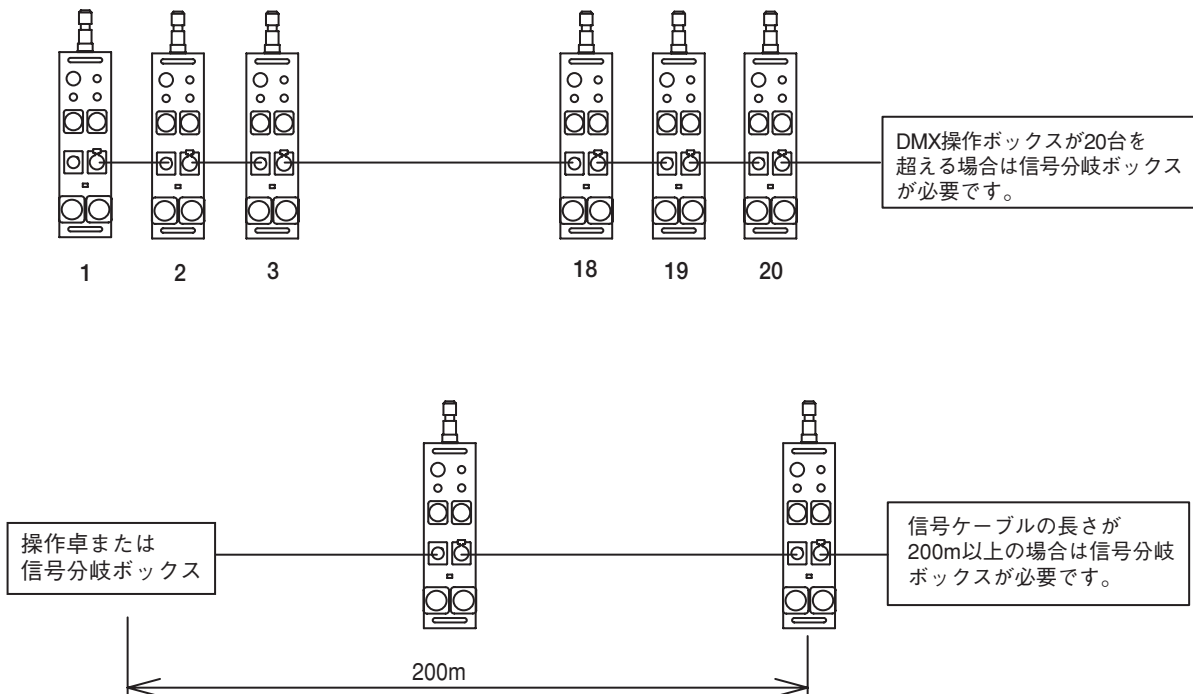 DMX操作ボックスが20台を
超える場合は信号分岐ボックス
が必要です。
1 2 3 18 19 20
操作卓または
信号分岐ボックス
信号ケーブルの長さが
200m以上の場合は信号分岐
ボックスが必要です。
200m